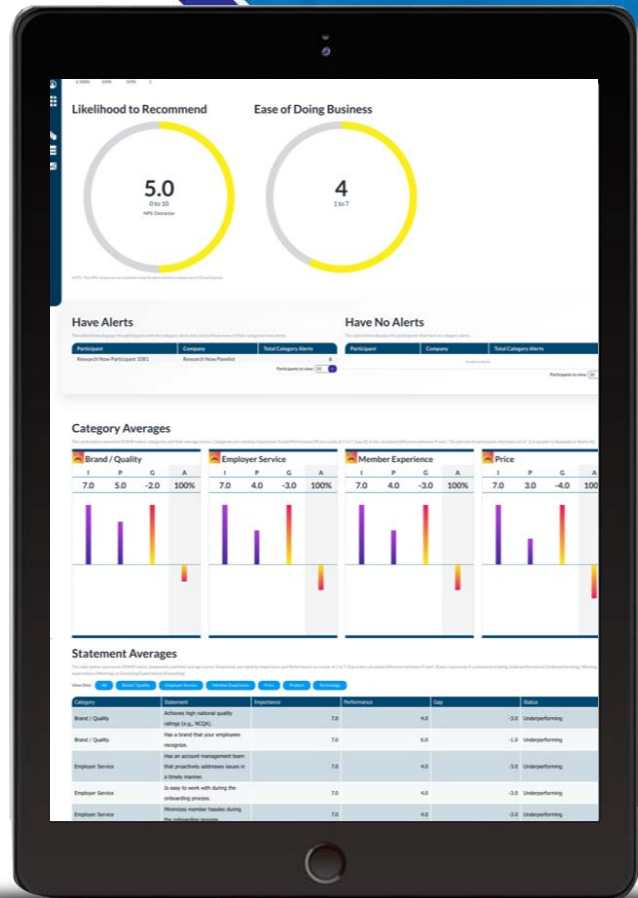 Likelihood to Recommend
Ease of Doing Business
5.0
0 to 10
NPS Detractor
4
1 to 7
Have Alerts
Have No Alerts
Participant Company Total Category Alerts
Research Now Participant 1081 Research Now Panelist 6
Participants to view: 10
Participant Company Total Category Alerts
Participants to view: 10
Category Averages
Brand / Quality
I P G A
7.0 5.0 -2.0 100%
Employer Service
I P G A
7.0 4.0 -3.0 100%
Member Experience
I P G A
7.0 4.0 -3.0 100%
Price
I P G A
7.0 3.0 -4.0 100
Statement Averages
View Only: All Brand / Quality Employer Service Member Experience Price Product Technology
Category Statement Importance Performance Gap Status
Brand / Quality Achieves high national quality
ratings (e.g., NCQA). 7.0 4.0 -3.0 Underperforming
Brand / Quality Has a brand that your employees
recognize. 7.0 6.0 -1.0 Underperforming
Employer Service Has an account management team
that proactively addresses issues in
a timely manner. 7.0 4.0 -3.0 Underperforming
Employer Service Is easy to work with during the
onboarding process. 7.0 4.0 -3.0 Underperforming
Employer Service Minimizes member hassles during
the onboarding process. 7.0 4.0 -3.0 Underperforming